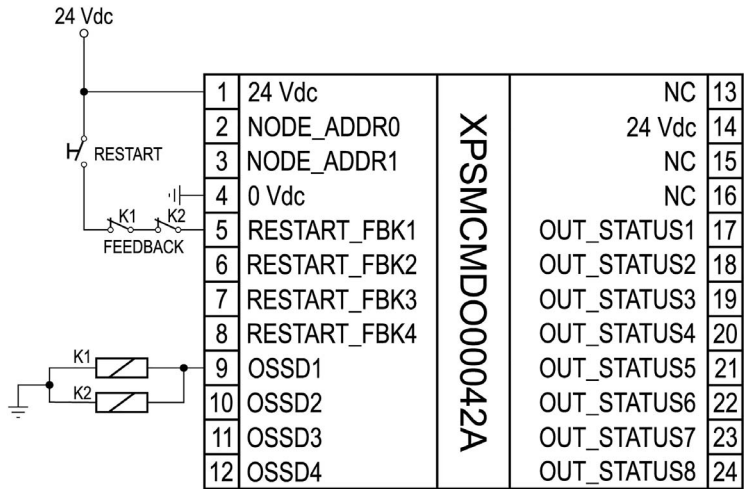 24 Vdc
1 24 Vdc
2 NODE_ADDR0
3 NODE_ADDR1
4 0 Vdc
5 RESTART_FBK1
6 RESTART_FBK2
7 RESTART_FBK3
8 RESTART_FBK4
9 OSSD1
10 OSSD2
11 OSSD3
12 OSSD4
RESTART
K1 K2
FEEDBACK
K1
K2
XPSMCMDO00042A
NC 13
24 Vdc 14
NC 15
NC 16
OUT_STATUS1 17
OUT_STATUS2 18
OUT_STATUS3 19
OUT_STATUS4 20
OUT_STATUS5 21
OUT_STATUS6 22
OUT_STATUS7 23
OUT_STATUS8 24